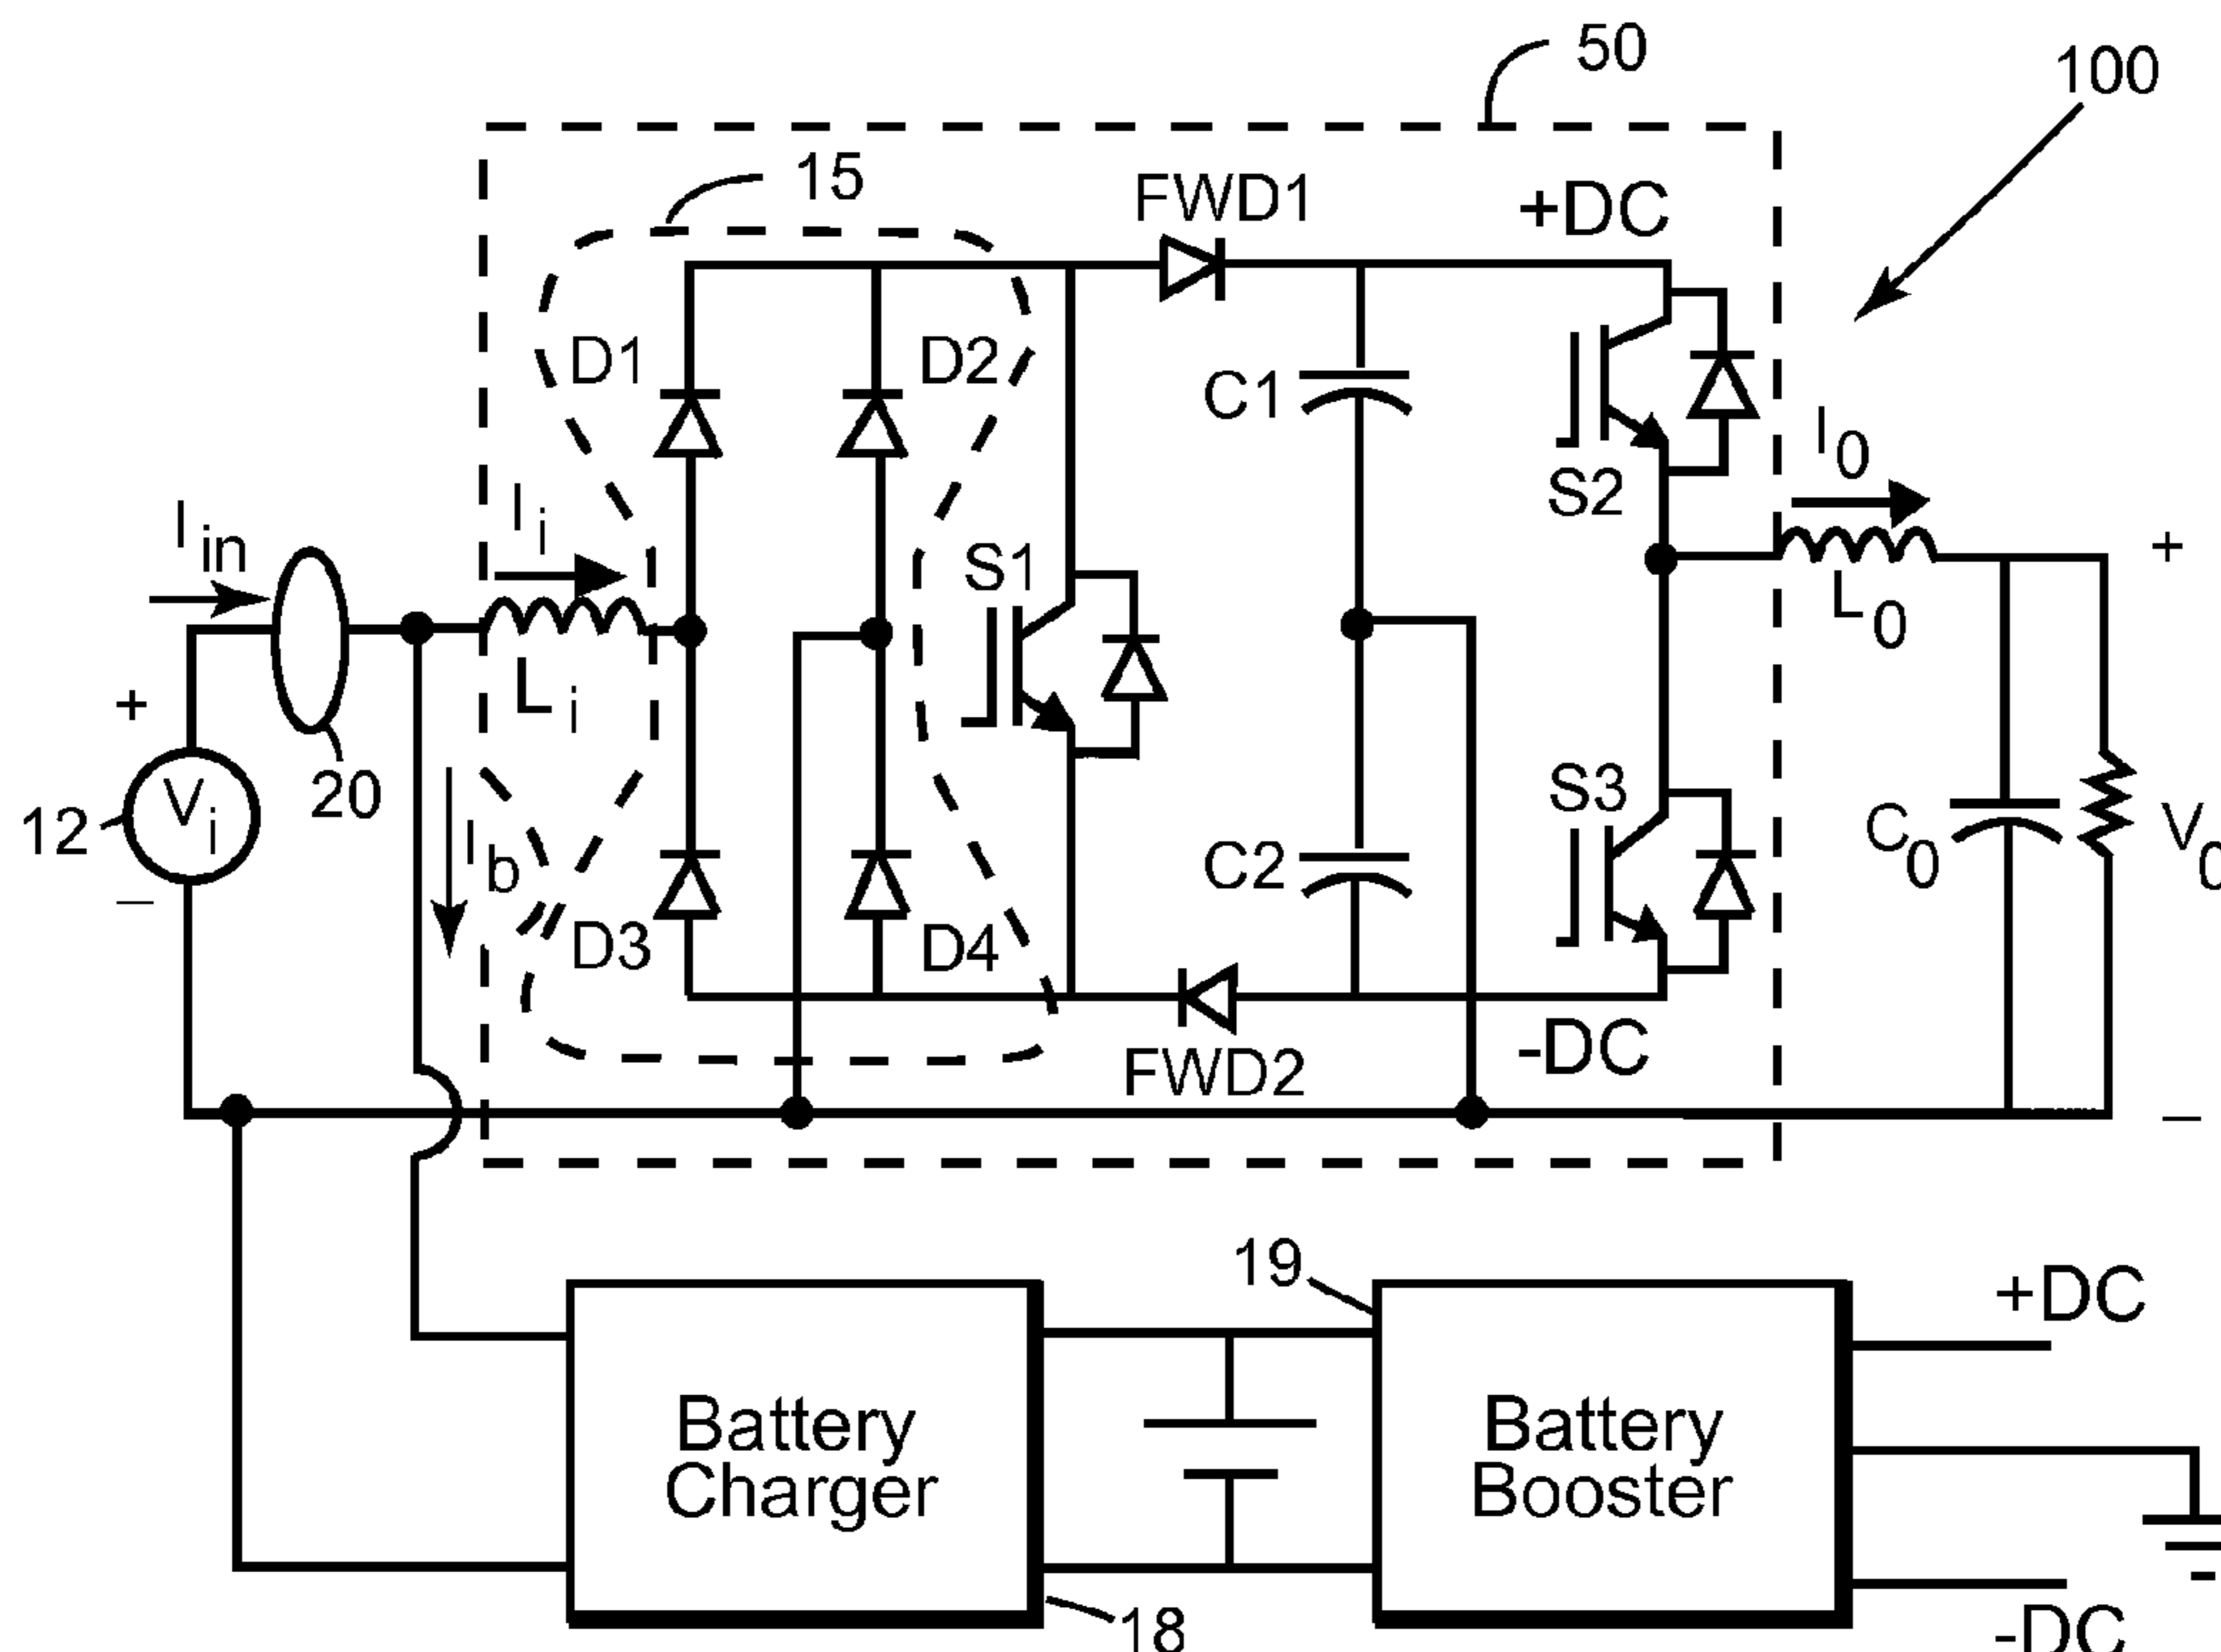 50
100
15
FWD1
+DC
D1
D2
C1
I0
S2
Ii
Iin
S1
L0
Li
+
+
20
S3
12
Vi
Ib
C2
C0
V0
–
D3
D4
-DC
FWD2
–
19
+DC
Battery
Charger
Battery
Booster
18
-DC